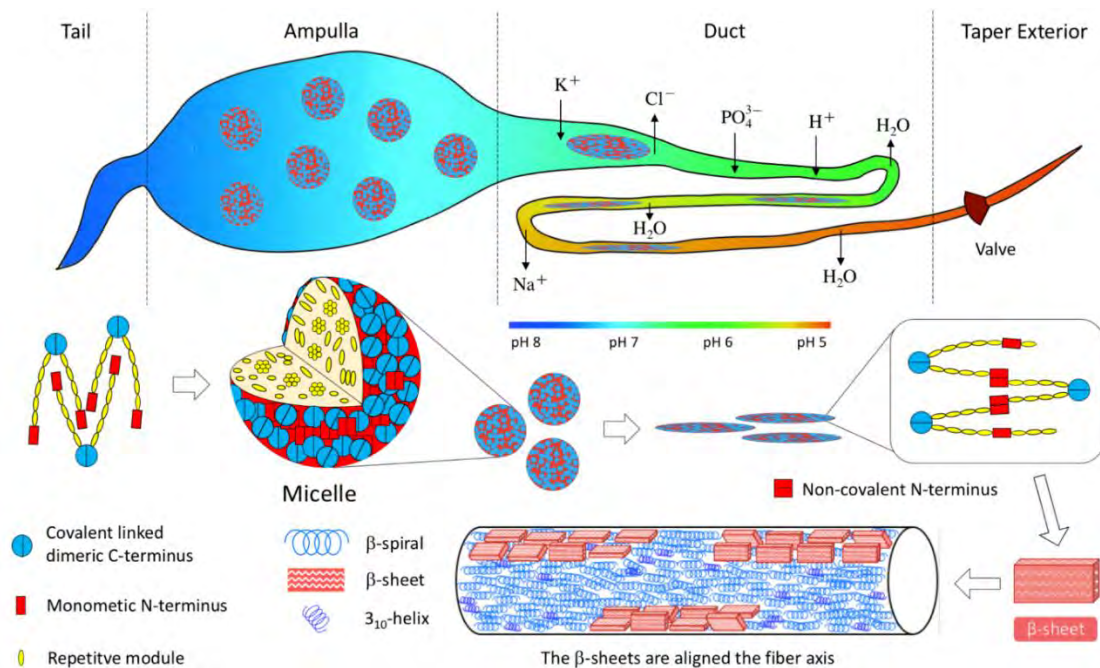 Tail
Ampulla
Duct
Taper Exterior
K⁺
Cl⁻
PO₄³⁻
H⁺
H₂O
H₂O
Na⁺
H₂O
Valve
pH 8
pH 7
pH 6
pH 5
Micelle
Non-covalent N-terminus
Covalent linked
dimeric C-terminus
Monometic N-terminus
Repetitve module
β-spiral
β-sheet
3₁₀-helix
β-sheet
The β-sheets are aligned the fiber axis